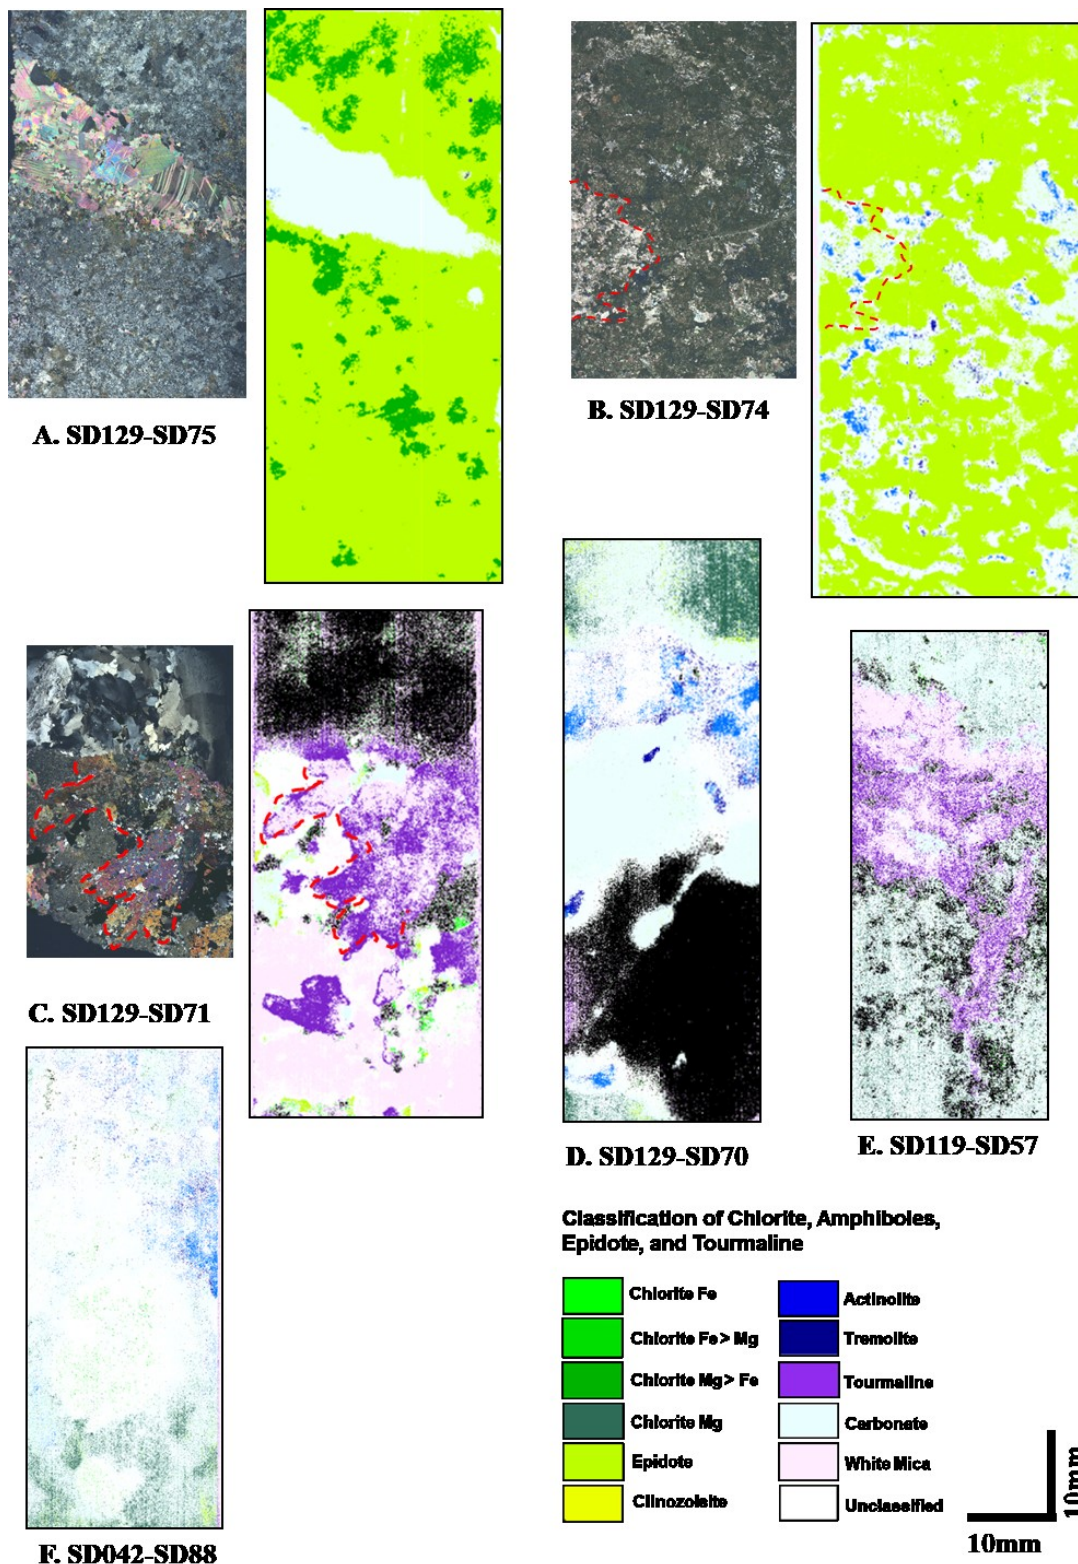 A. SD129-SD75
B. SD129-SD74
C. SD129-SD71
D. SD129-SD70
E. SD119-SD57
F. SD042-SD88
Classification of Chlorite, Amphiboles,
Epidote, and Tourmaline
Chlorite Fe
Chlorite Fe > Mg
Chlorite Mg > Fe
Chlorite Mg
Epidote
Clinozoisite
Actinolite
Tremolite
Tourmaline
Carbonate
White Mica
Unclassified
10mm
10mm